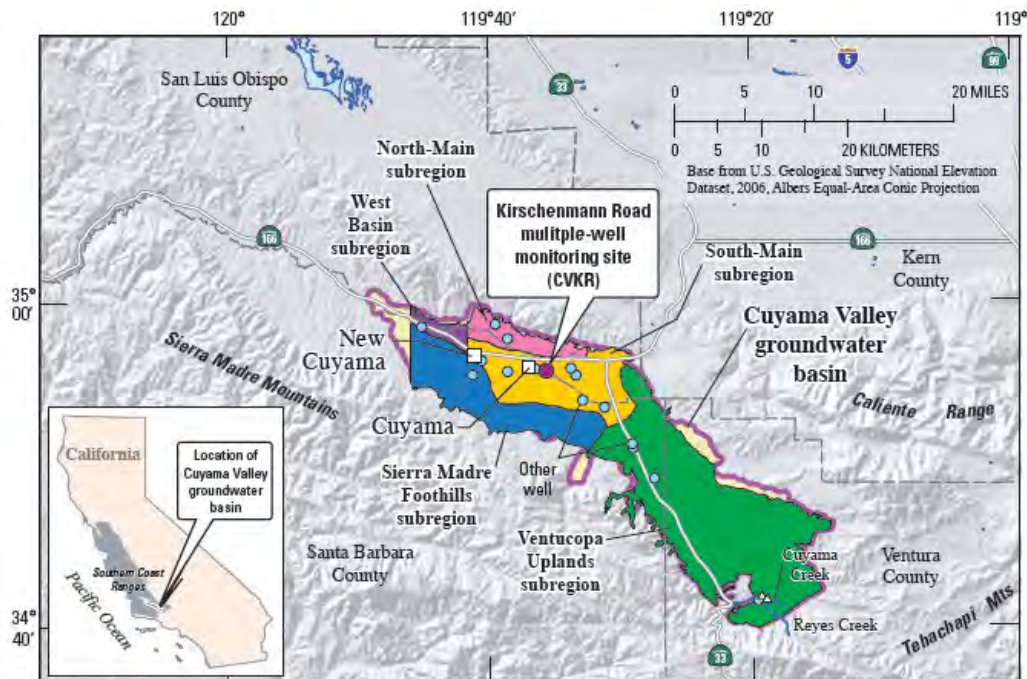 120°
119°40'
119°20'
119°
San Luis Obispo
County
33
5
99
0 5 10 20 MILES
0 5 10 20 KILOMETERS
Base from U.S. Geological Survey National Elevation
Dataset, 2006, Albers Equal-Area Conic Projection
North-Main
subregion
West
Basin
subregion
Kirschenmann Road
mulitple-well
monitoring site
(CVKR)
166
166
South-Main
subregion
Kern
County
35°
00'
New
Cuyama
Cuyama Valley
groundwater
basin
Sierra Madre Mountains
Caliente Range
Cuyama
California
Location of
Cuyama Valley
groundwater
basin
Sierra Madre
Foothills
subregion
Other
well
Ventucopa
Uplands
subregion
Santa Barbara
County
Cuyama
Creek
Ventura
County
Southern Coast
Ranges
Pacific Ocean
34°
40'
Reyes Creek
Tehachapi Mts
33